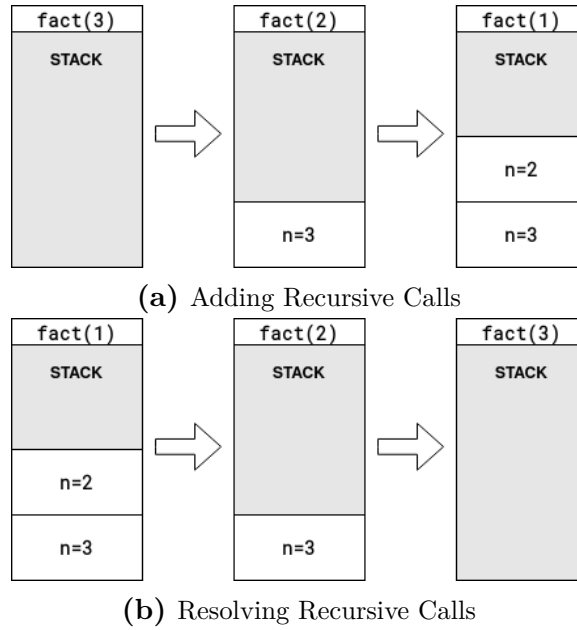 fact(3) fact(2) fact(1)
STACK STACK STACK
n=2
n=3 n=3
(a) Adding Recursive Calls
fact(1) fact(2) fact(3)
STACK STACK STACK
n=2
n=3 n=3
(b) Resolving Recursive Calls